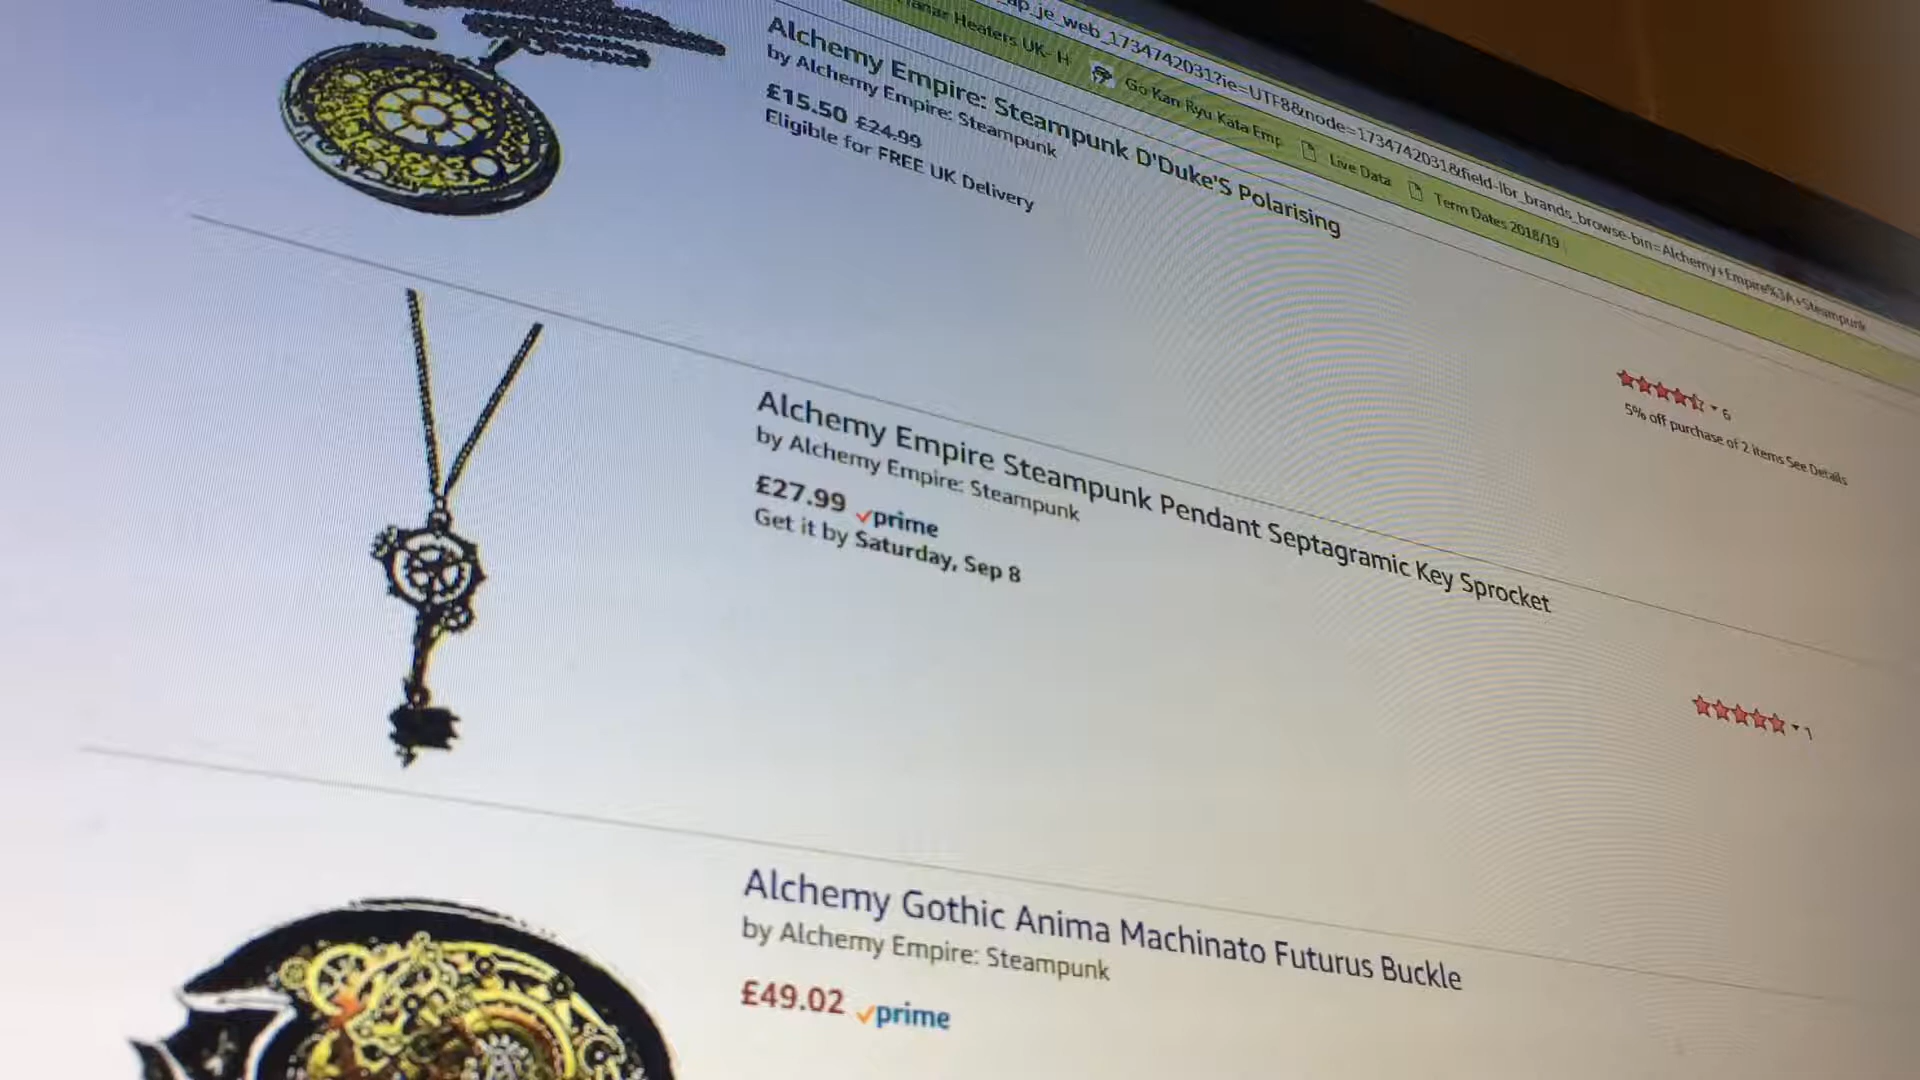 ap_je_web_1734742031?ie=UTF8&node=1734742031&field-lbr_brands_browse-bin=Alchemy+Empire%3A+Steampunk
Heaters UK- H
Go Kan Ryu Kata Emp
Live Data
Term Dates 2018/19
Alchemy Empire: Steampunk D'Duke'S Polarising
by Alchemy Empire: Steampunk
£15.50 £24.99
Eligible for FREE UK Delivery
6
5% off purchase of 2 items See Details
Alchemy Empire Steampunk Pendant Septagramic Key Sprocket
by Alchemy Empire: Steampunk
£27.99 prime
Get it by Saturday, Sep 8
1
Alchemy Gothic Anima Machinato Futurus Buckle
by Alchemy Empire: Steampunk
£49.02 prime